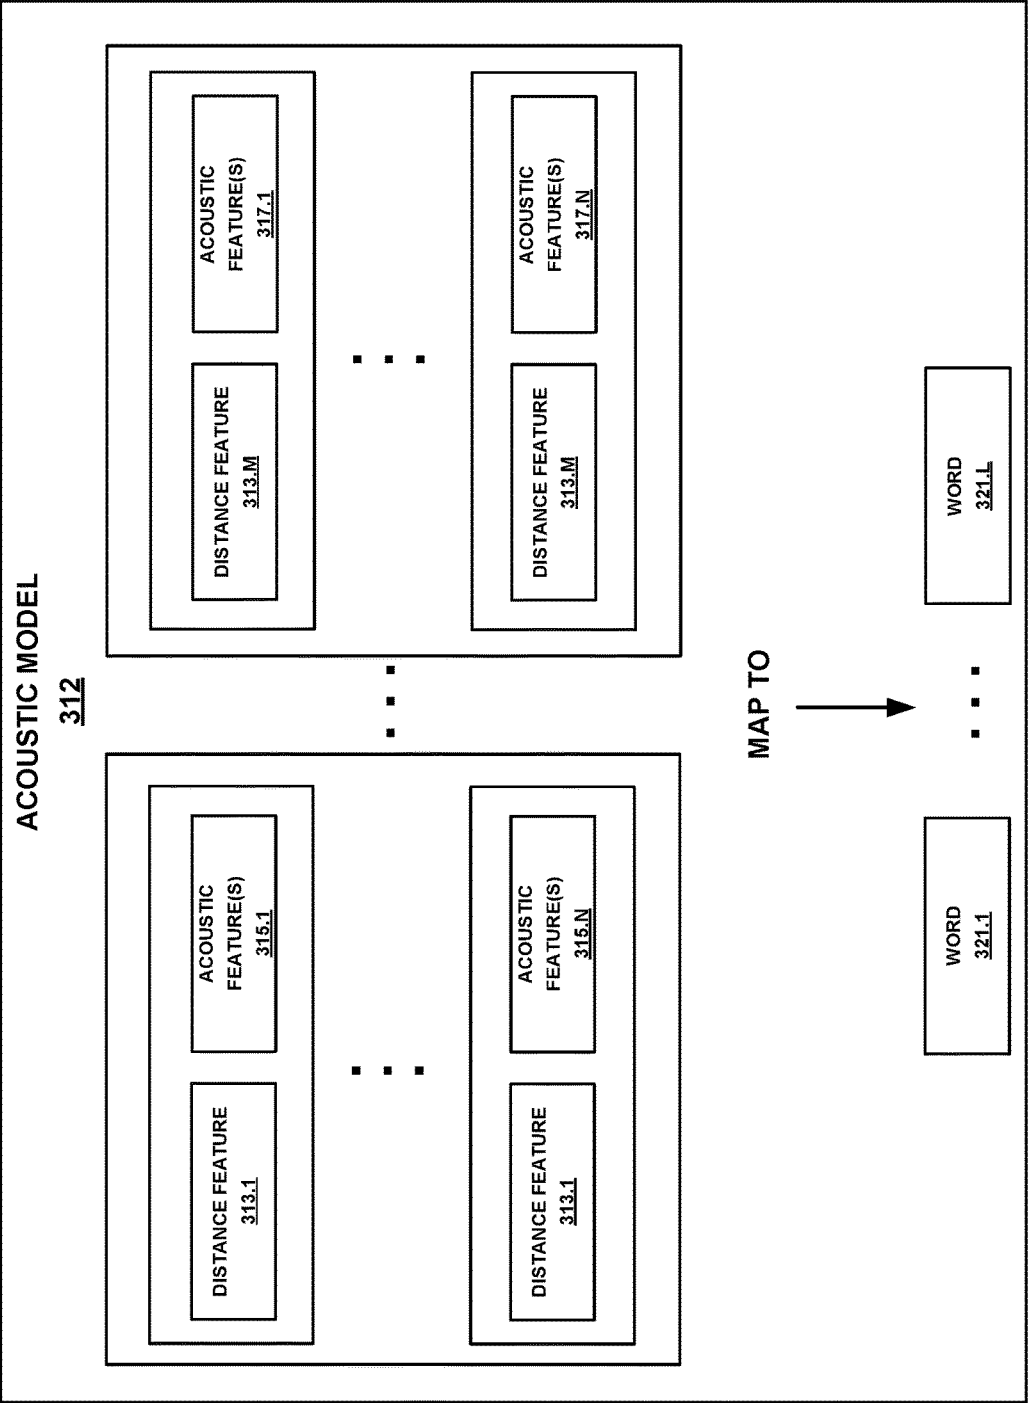 ACOUSTIC MODEL
312
DISTANCE FEATURE
313.1
ACOUSTIC
FEATURE(S)
315.1
DISTANCE FEATURE
313.M
ACOUSTIC
FEATURE(S)
317.1
DISTANCE FEATURE
313.1
ACOUSTIC
FEATURE(S)
315.N
DISTANCE FEATURE
313.M
ACOUSTIC
FEATURE(S)
317.N
MAP TO
WORD
321.1
WORD
321.L